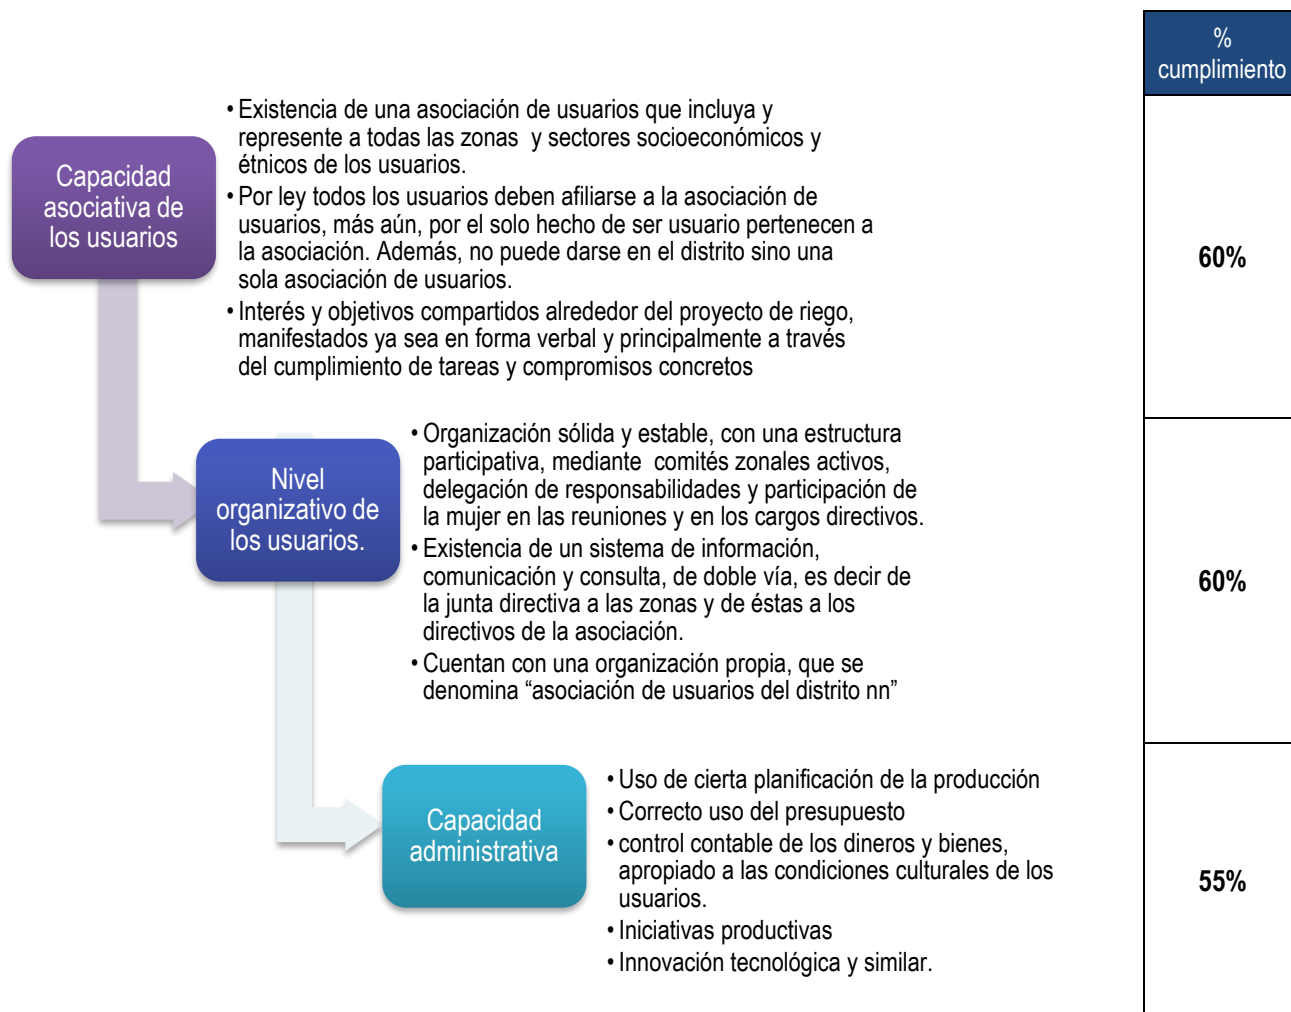 %
cumplimiento
Capacidad
asociativa de
los usuarios
• Existencia de una asociación de usuarios que incluya y
represente a todas las zonas y sectores socioeconómicos y
étnicos de los usuarios.
• Por ley todos los usuarios deben afiliarse a la asociación de
usuarios, más aún, por el solo hecho de ser usuario pertenecen a
la asociación. Además, no puede darse en el distrito sino una
sola asociación de usuarios.
• Interés y objetivos compartidos alrededor del proyecto de riego,
manifestados ya sea en forma verbal y principalmente a través
del cumplimiento de tareas y compromisos concretos
60%
Nivel
organizativo de
los usuarios.
• Organización sólida y estable, con una estructura
participativa, mediante comités zonales activos,
delegación de responsabilidades y participación de
la mujer en las reuniones y en los cargos directivos.
• Existencia de un sistema de información,
comunicación y consulta, de doble vía, es decir de
la junta directiva a las zonas y de éstas a los
directivos de la asociación.
• Cuentan con una organización propia, que se
denomina “asociación de usuarios del distrito nn”
60%
Capacidad
administrativa
• Uso de cierta planificación de la producción
• Correcto uso del presupuesto
• control contable de los dineros y bienes,
apropiado a las condiciones culturales de los
usuarios.
• Iniciativas productivas
• Innovación tecnológica y similar.
55%